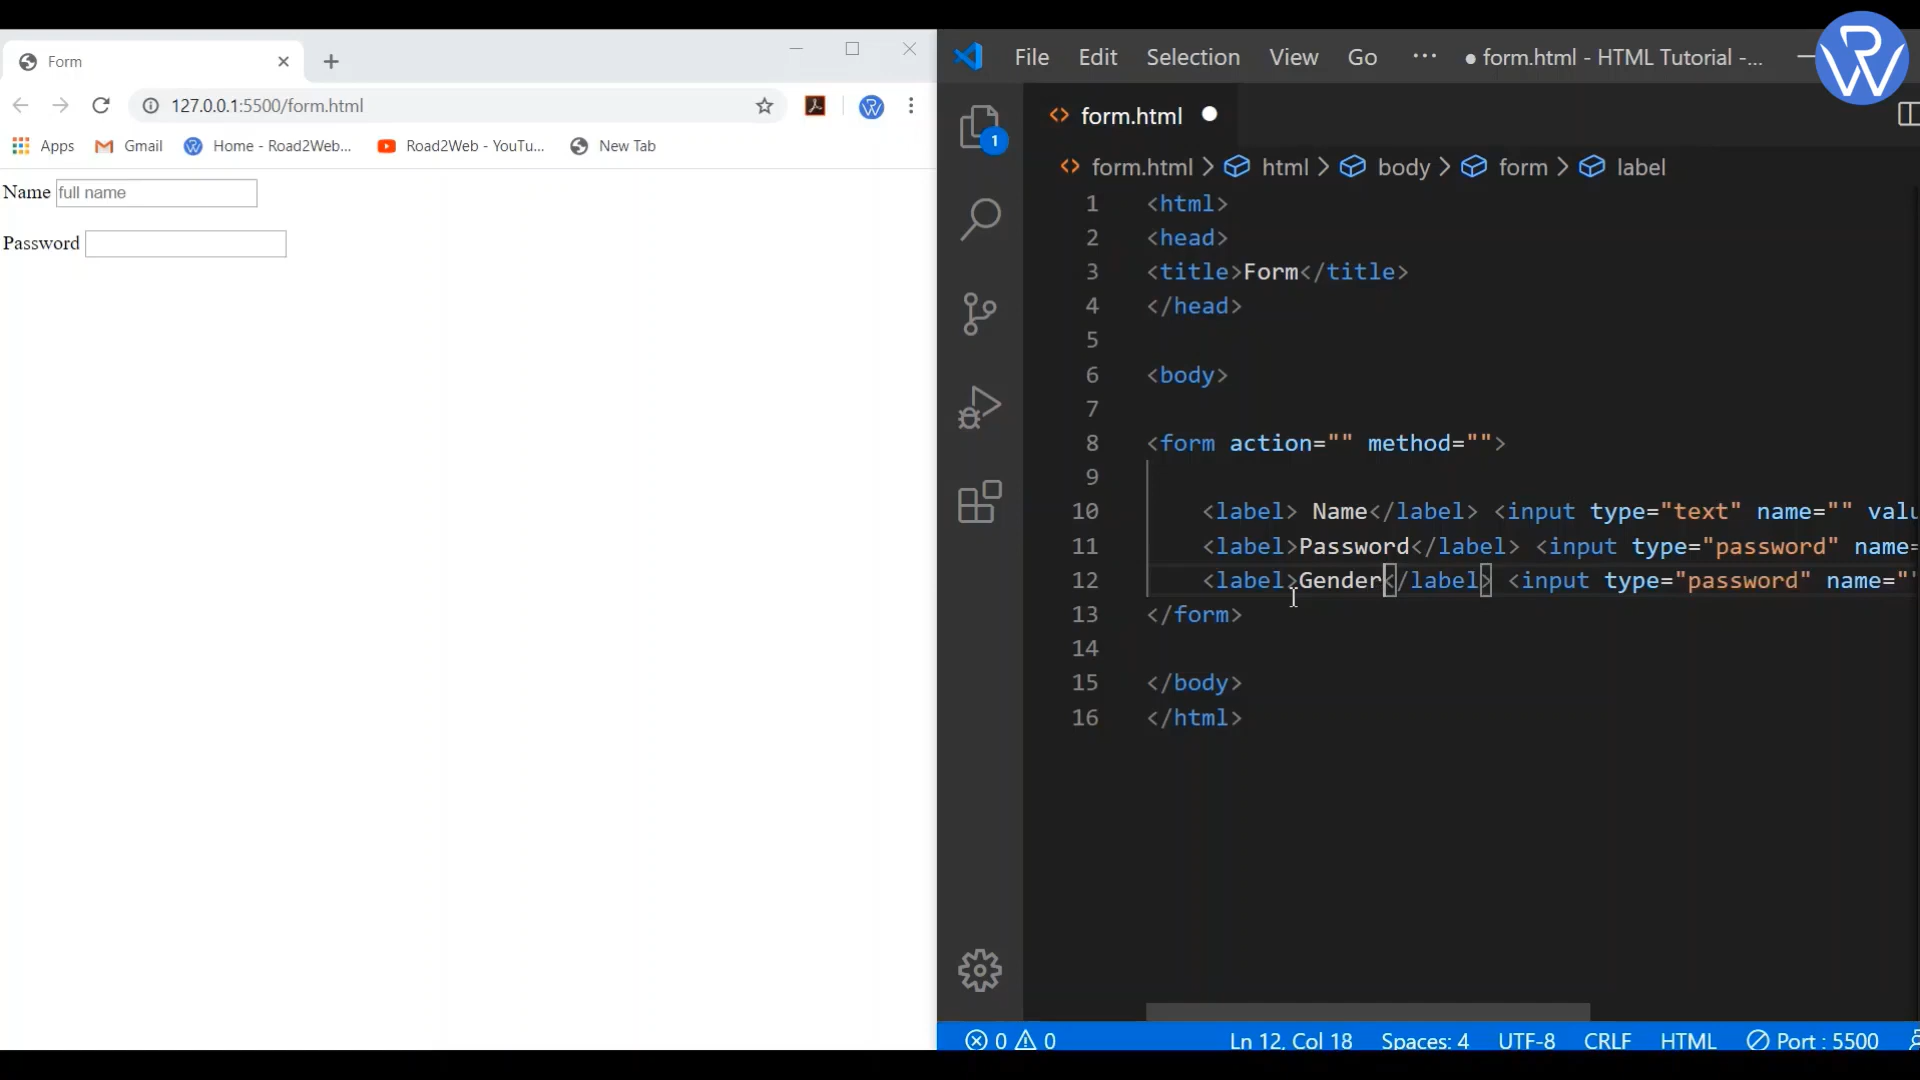 Form
127.0.0.1:5500/form.html
Apps Gmail Home - Road2Web... Road2Web - YouTu... New Tab
Name full name
Password
File Edit Selection View Go ··· ● form.html - HTML Tutorial -...
RW
form.html
1
form.html > html > body > form > label
1 <html>
2 <head>
3 <title>Form</title>
4 </head>
5
6 <body>
7
8 <form action="" method="">
9
10 <label> Name</label> <input type="text" name="" valu
11 <label>Password</label> <input type="password" name=
12 <label>Gender</label> <input type="password" name="'
13 </form>
14
15 </body>
16 </html>
0 0 Ln 12, Col 18 Spaces: 4 UTF-8 CRLF HTML Port : 5500